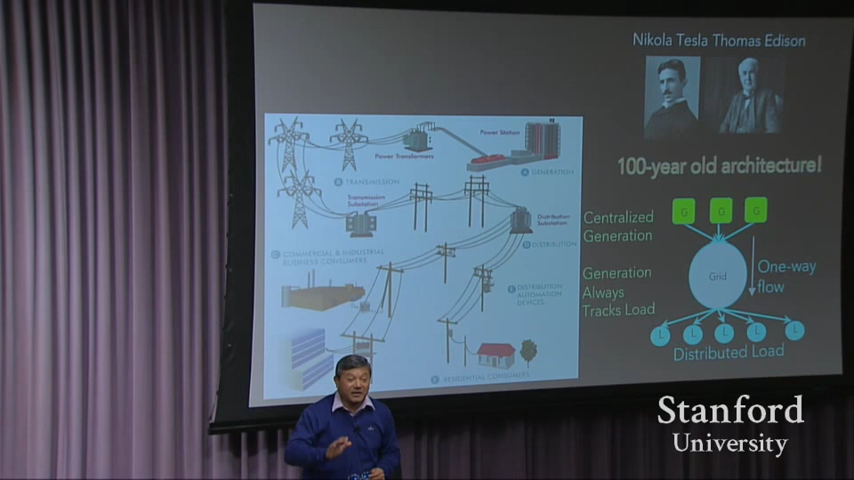 Nikola Tesla Thomas Edison
100-year old architecture!
Power Station
Power Transformers
A GENERATION
TRANSMISSION
Transmission
Substation
Distribution
Substation
D DISTRIBUTION
C COMMERCIAL & INDUSTRIAL
BUSINESS CONSUMERS
E DISTRIBUTION
AUTOMATION
DEVICES
RESIDENTIAL CONSUMERS
G G G
Centralized
Generation
Grid
One-way
flow
Generation
Always
Tracks Load
L L L L L
Distributed Load
Stanford
University